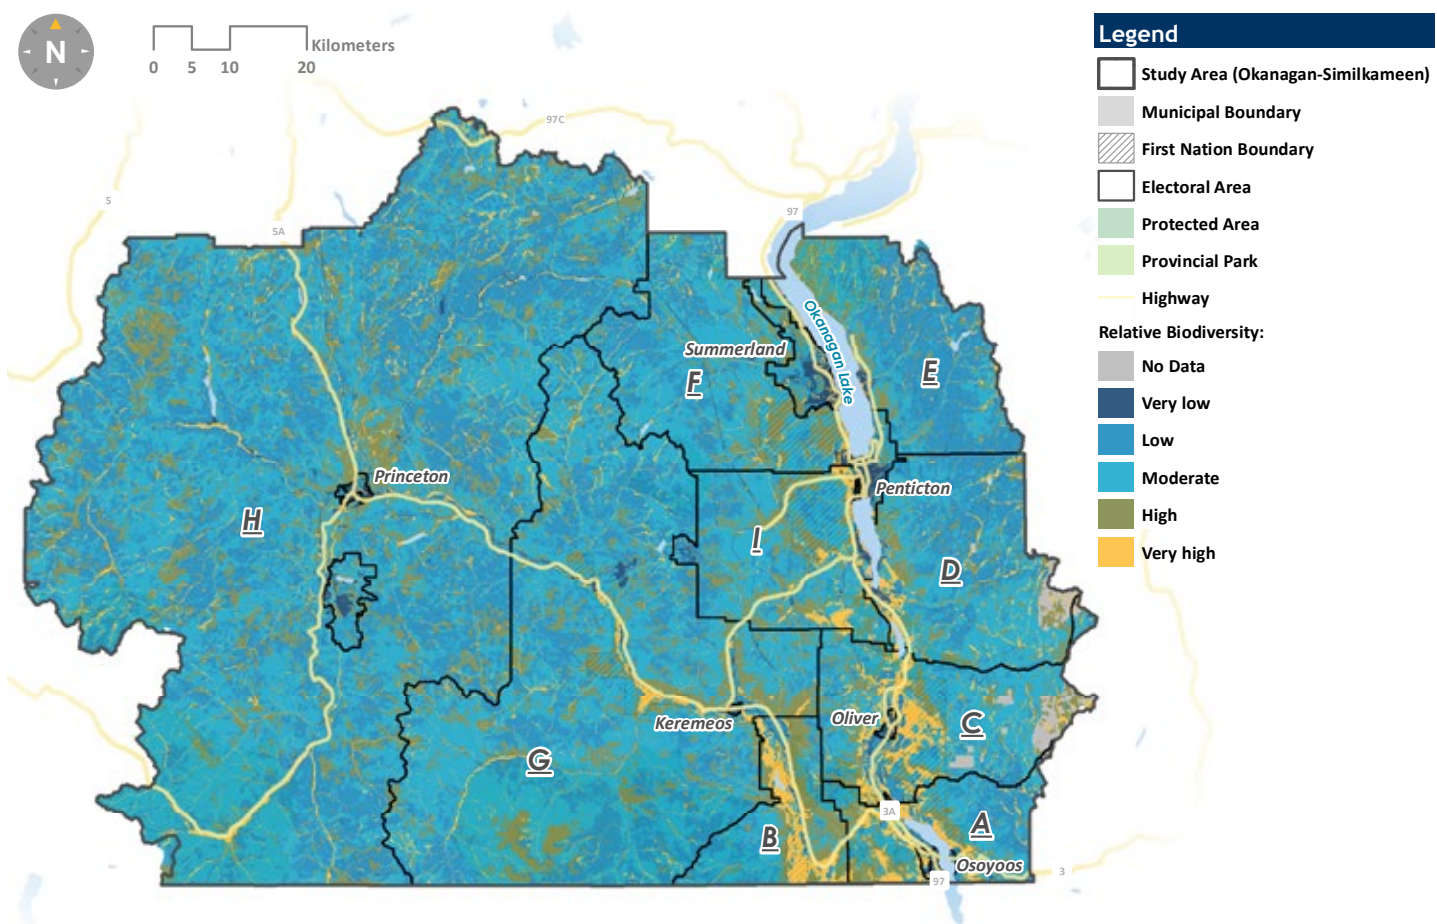 N
Kilometers
0 5 10 20
97C
5
5A
97
Okanagan Lake
Summerland
F
E
Princeton
Penticton
H
I
D
Keremeos
Oliver
C
G
3A
B
A
Osoyoos
97
3
Legend
Study Area (Okanagan-Similkameen)
Municipal Boundary
First Nation Boundary
Electoral Area
Protected Area
Provincial Park
Highway
Relative Biodiversity:
No Data
Very low
Low
Moderate
High
Very high